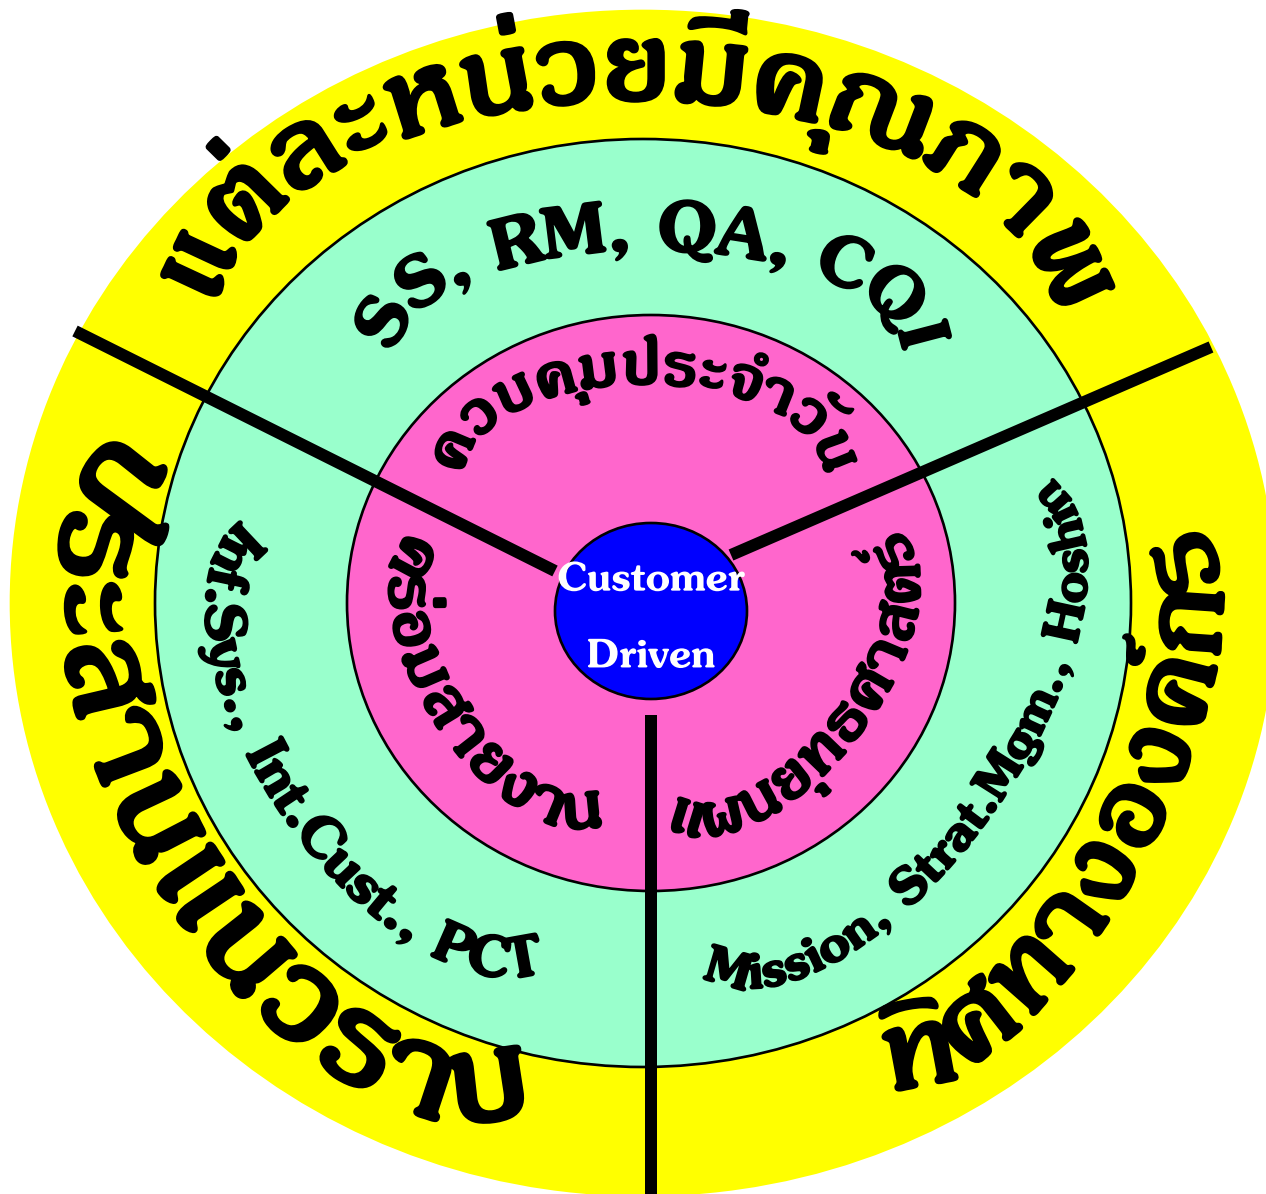 แต่ละหน่วยมีคุณภาพ
SS, RM, QA, CQI
ควบคุมประจำวัน
Customer
Driven
ประสานแนวราบ
Inf.Sys., Int.Cust., PCT
คร่อมสายงาน
แผนยุทธศาสตร์
Mission, Strat.Mgm., Hoshin
ทิศทางองค์กร